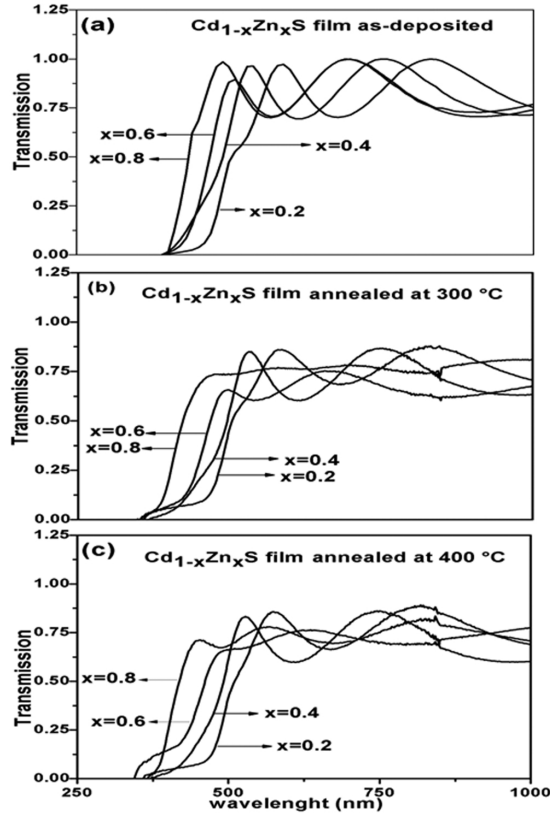 (a)
Cd1-xZnxS film as-deposited
1.25
1.00
0.75
0.50
0.25
0.00
Transmission
x=0.6
x=0.8
x=0.4
x=0.2
(b)
Cd1-xZnxS film annealed at 300 °C
1.25
1.00
0.75
0.50
0.25
0.00
Transmission
x=0.6
x=0.8
x=0.4
x=0.2
(c)
Cd1-xZnxS film annealed at 400 °C
1.25
1.00
0.75
0.50
0.25
0.00
Transmission
x=0.8
x=0.6
x=0.4
x=0.2
250
500
750
1000
wavelenght (nm)